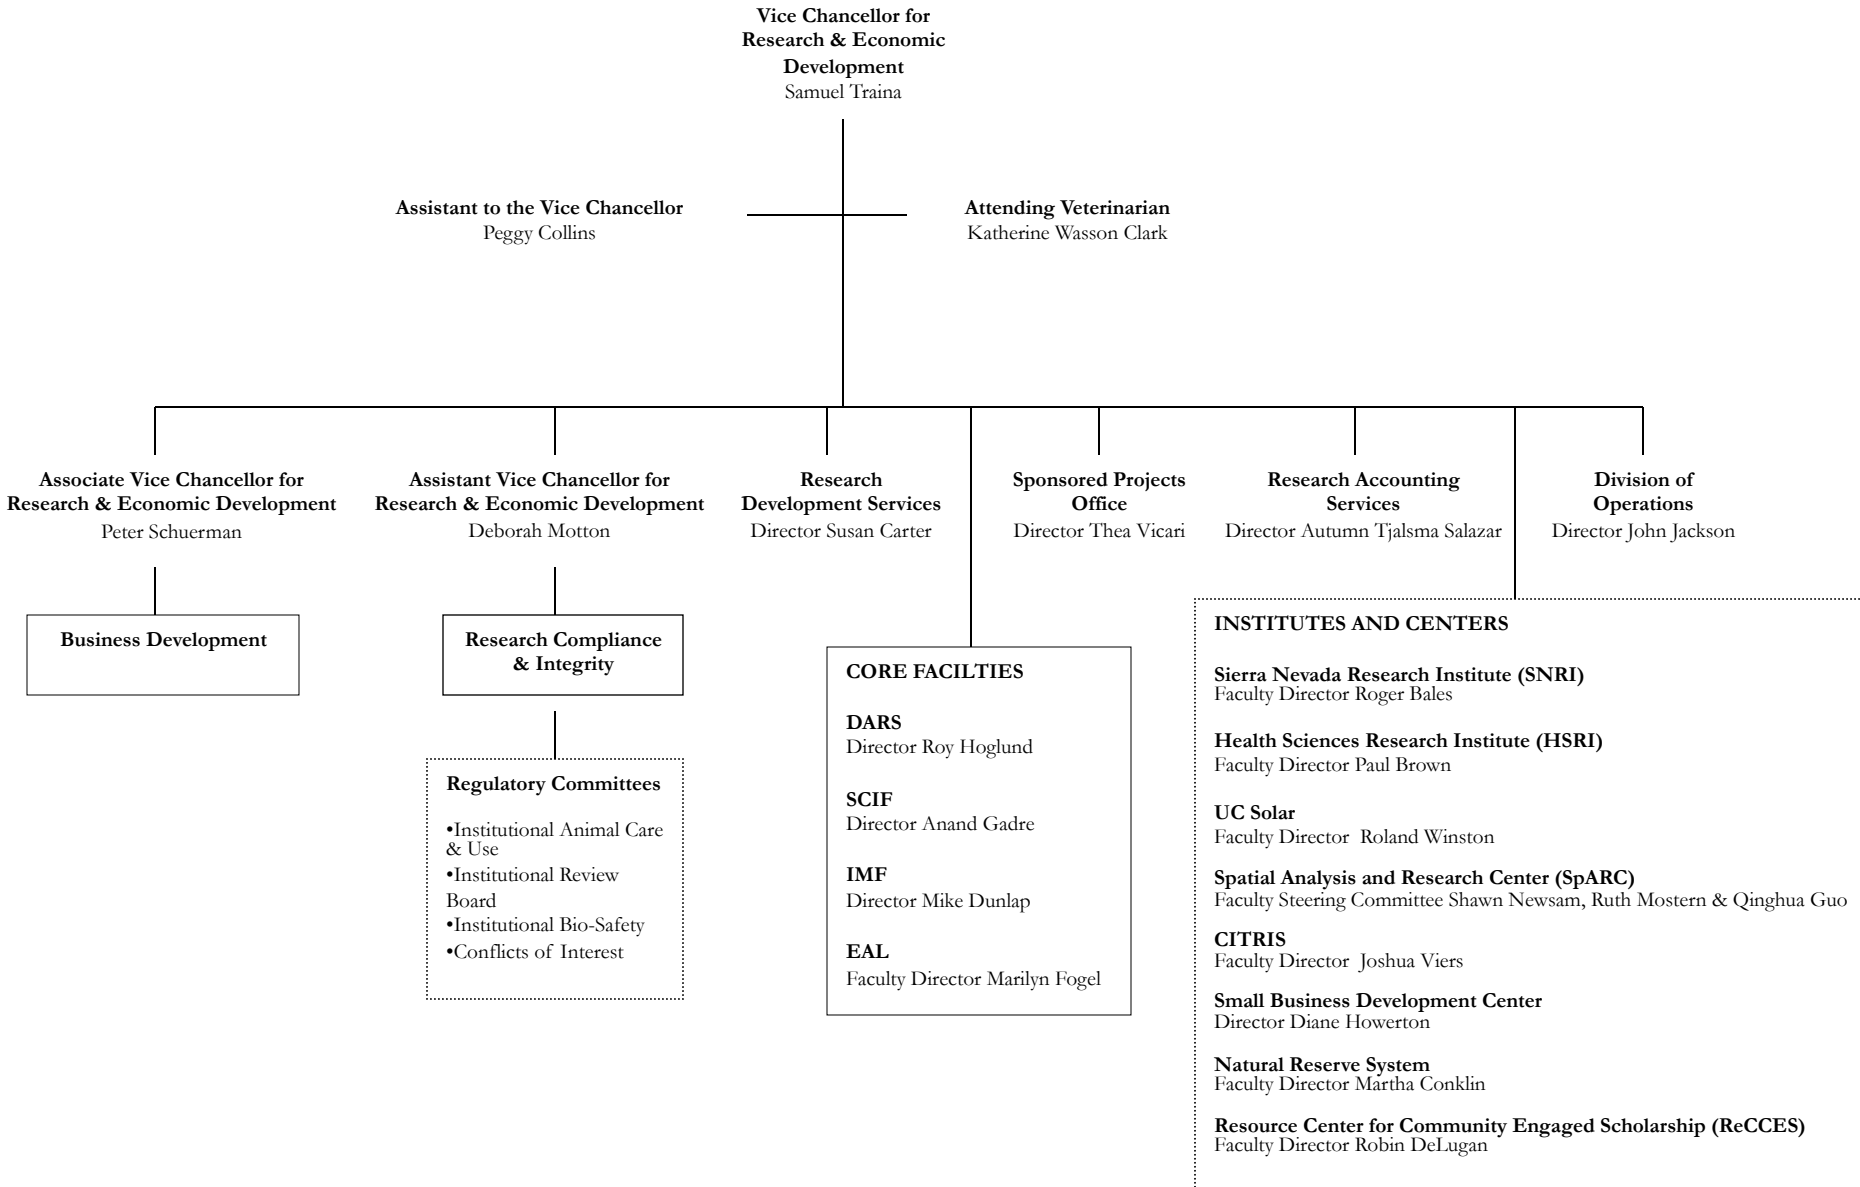 Vice Chancellor for
Research & Economic
Development
Samuel Traina
Assistant to the Vice Chancellor
Peggy Collins
Attending Veterinarian
Katherine Wasson Clark
Associate Vice Chancellor for
Research & Economic Development
Peter Schuerman
Assistant Vice Chancellor for
Research & Economic Development
Deborah Motton
Research
Development Services
Director Susan Carter
Sponsored Projects
Office
Director Thea Vicari
Research Accounting
Services
Director Autumn Tjalsma Salazar
Division of
Operations
Director John Jackson
Business Development
Research Compliance
& Integrity
Regulatory Committees
•Institutional Animal Care
& Use
•Institutional Review
Board
•Institutional Bio-Safety
•Conflicts of Interest
CORE FACILTIES
DARS
Director Roy Hoglund
SCIF
Director Anand Gadre
IMF
Director Mike Dunlap
EAL
Faculty Director Marilyn Fogel
INSTITUTES AND CENTERS
Sierra Nevada Research Institute (SNRI)
Faculty Director Roger Bales
Health Sciences Research Institute (HSRI)
Faculty Director Paul Brown
UC Solar
Faculty Director  Roland Winston
Spatial Analysis and Research Center (SpARC)
Faculty Steering Committee Shawn Newsam, Ruth Mostern & Qinghua Guo
CITRIS
Faculty Director  Joshua Viers
Small Business Development Center
Director Diane Howerton
Natural Reserve System
Faculty Director Martha Conklin
Resource Center for Community Engaged Scholarship (ReCCES)
Faculty Director Robin DeLugan